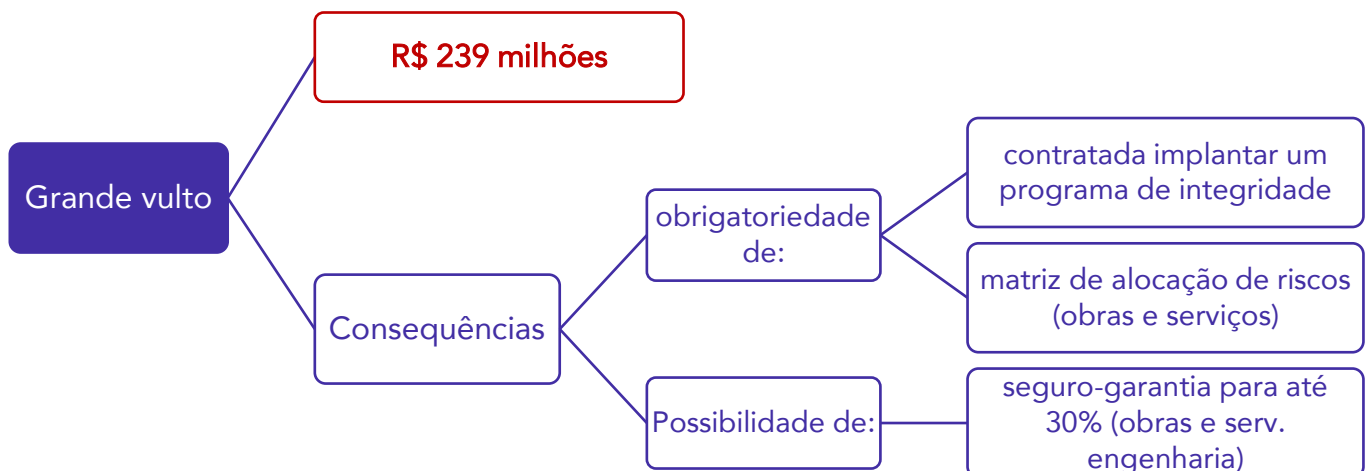 R$ 239 milhões
Grande vulto
Consequências
obrigatoriedade
de:
contratada implantar um
programa de integridade
matriz de alocação de riscos
(obras e serviços)
Possibilidade de:
seguro-garantia para até
30% (obras e serv.
engenharia)